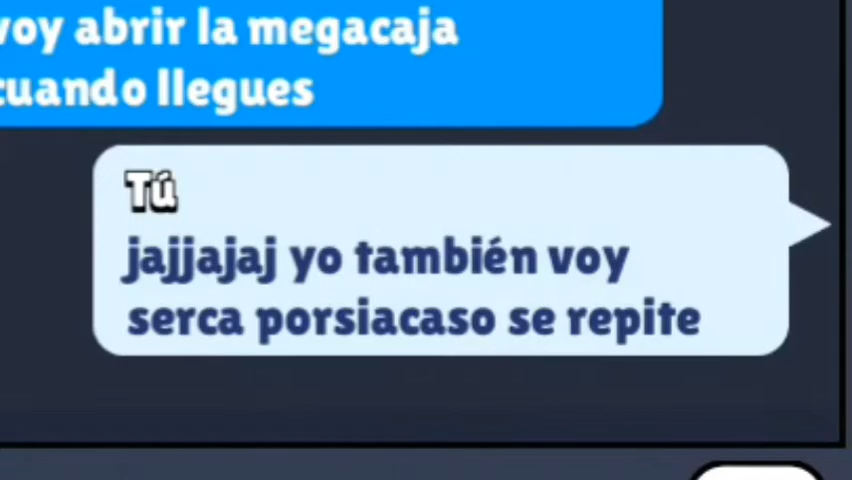 voy abrir la megacaja
cuando llegues
Tú
jajjajaj yo también voy
serca porsiacaso se repite